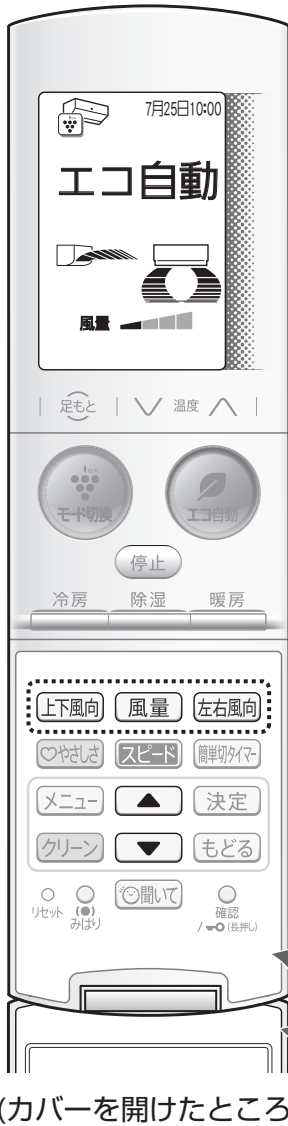 7月25日10:00
エコ自動
風量
足もと 温度
モード切換 エコ自動
停止
冷房 除湿 暖房
上下風向 風量 左右風向
やさしさ スピード 簡単切タイマー
メニュー ▲ 決定
クリーン ▼ もどる
聞いて
リセット みはり 確認
/ (長押し)
(カバーを開けたところ